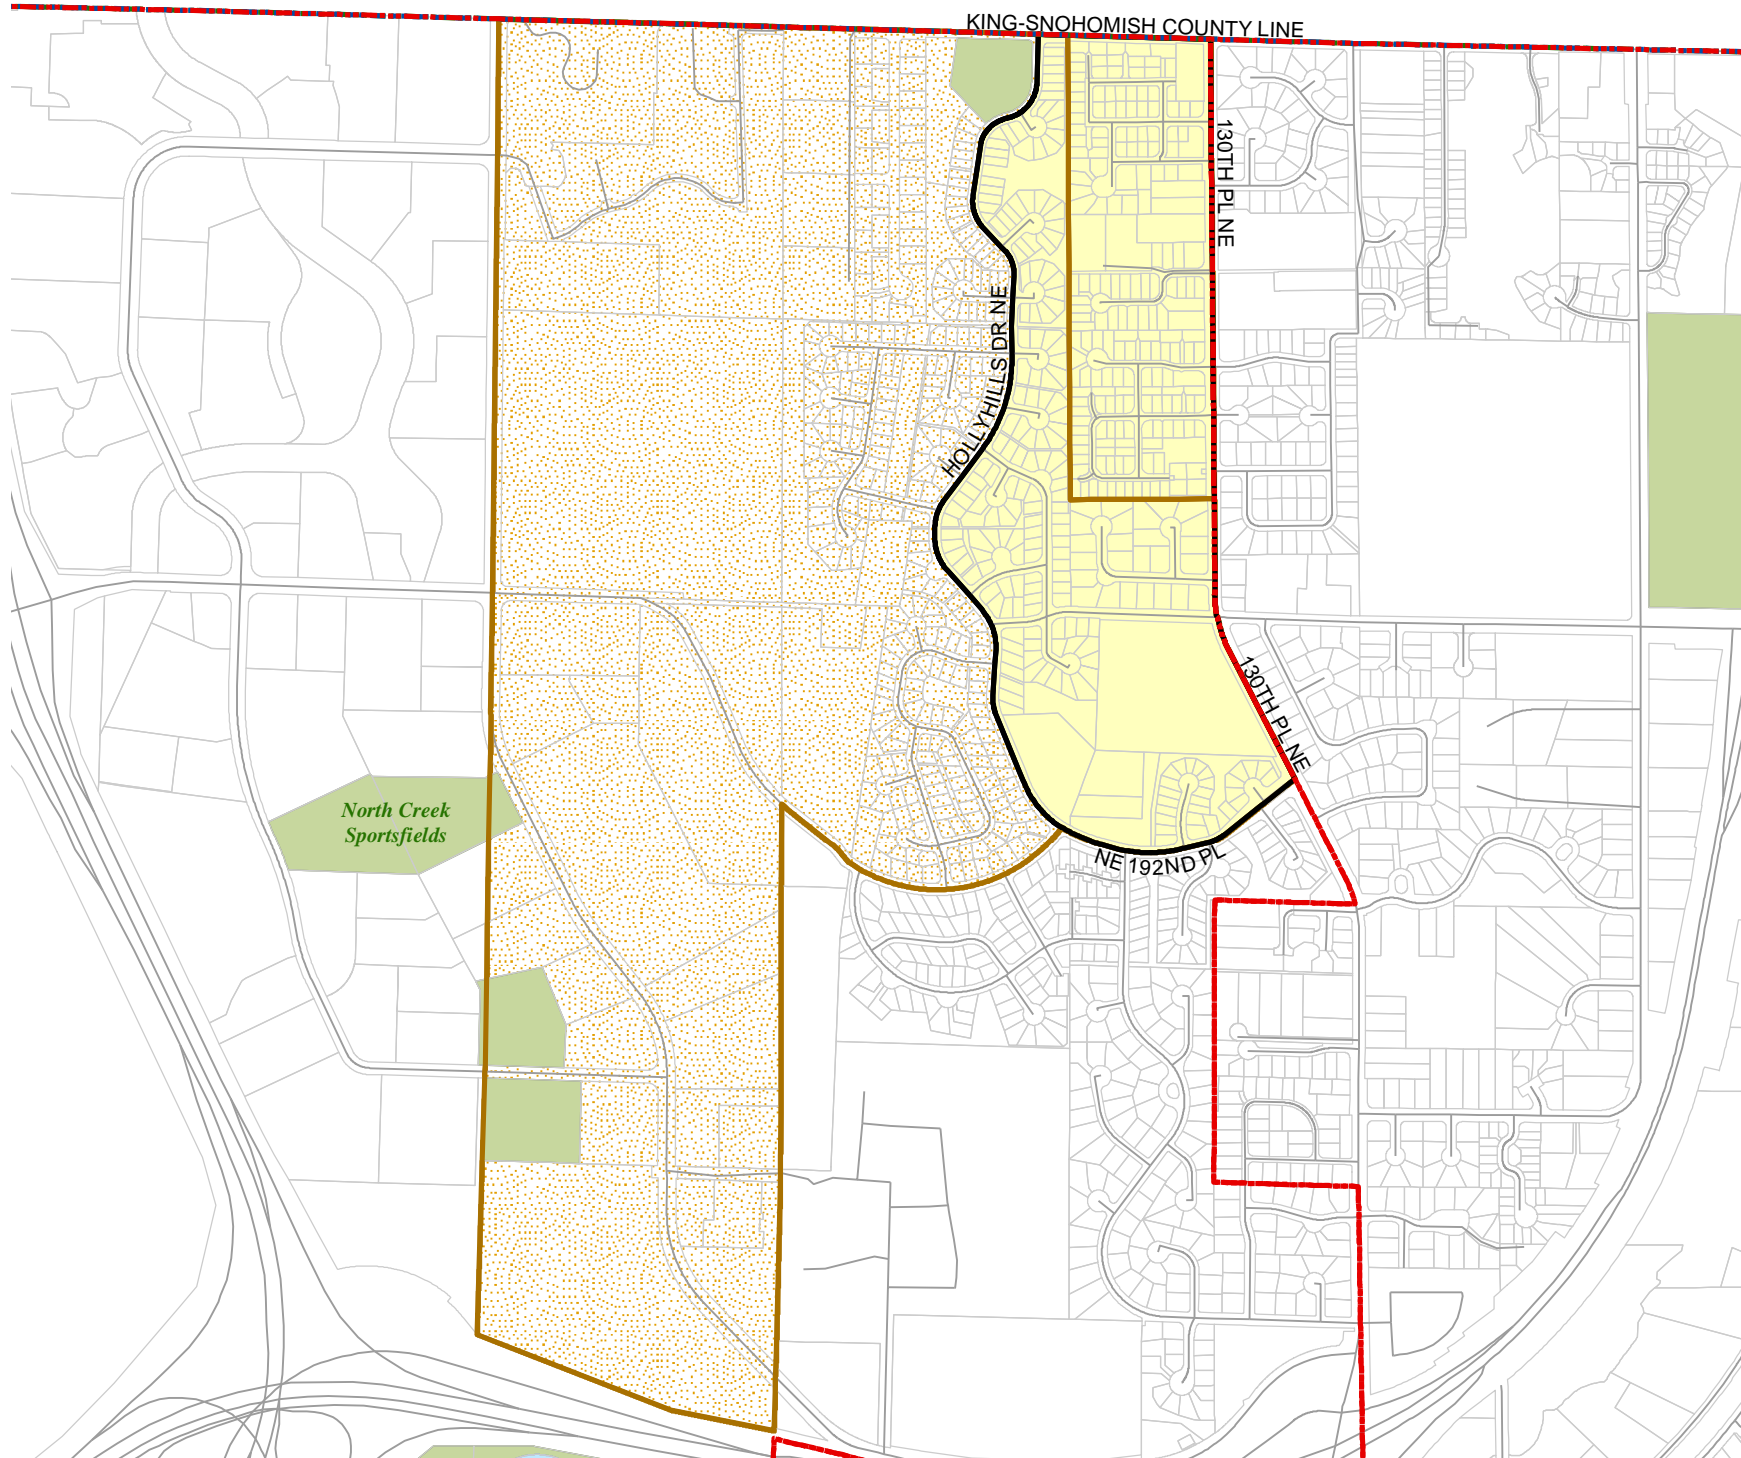 KING-SNOHOMISH COUNTY LINE
130TH PL NE
HOLLYHILLS DR NE
130TH PL NE
North Creek
Sportsfields
NE 192ND PL